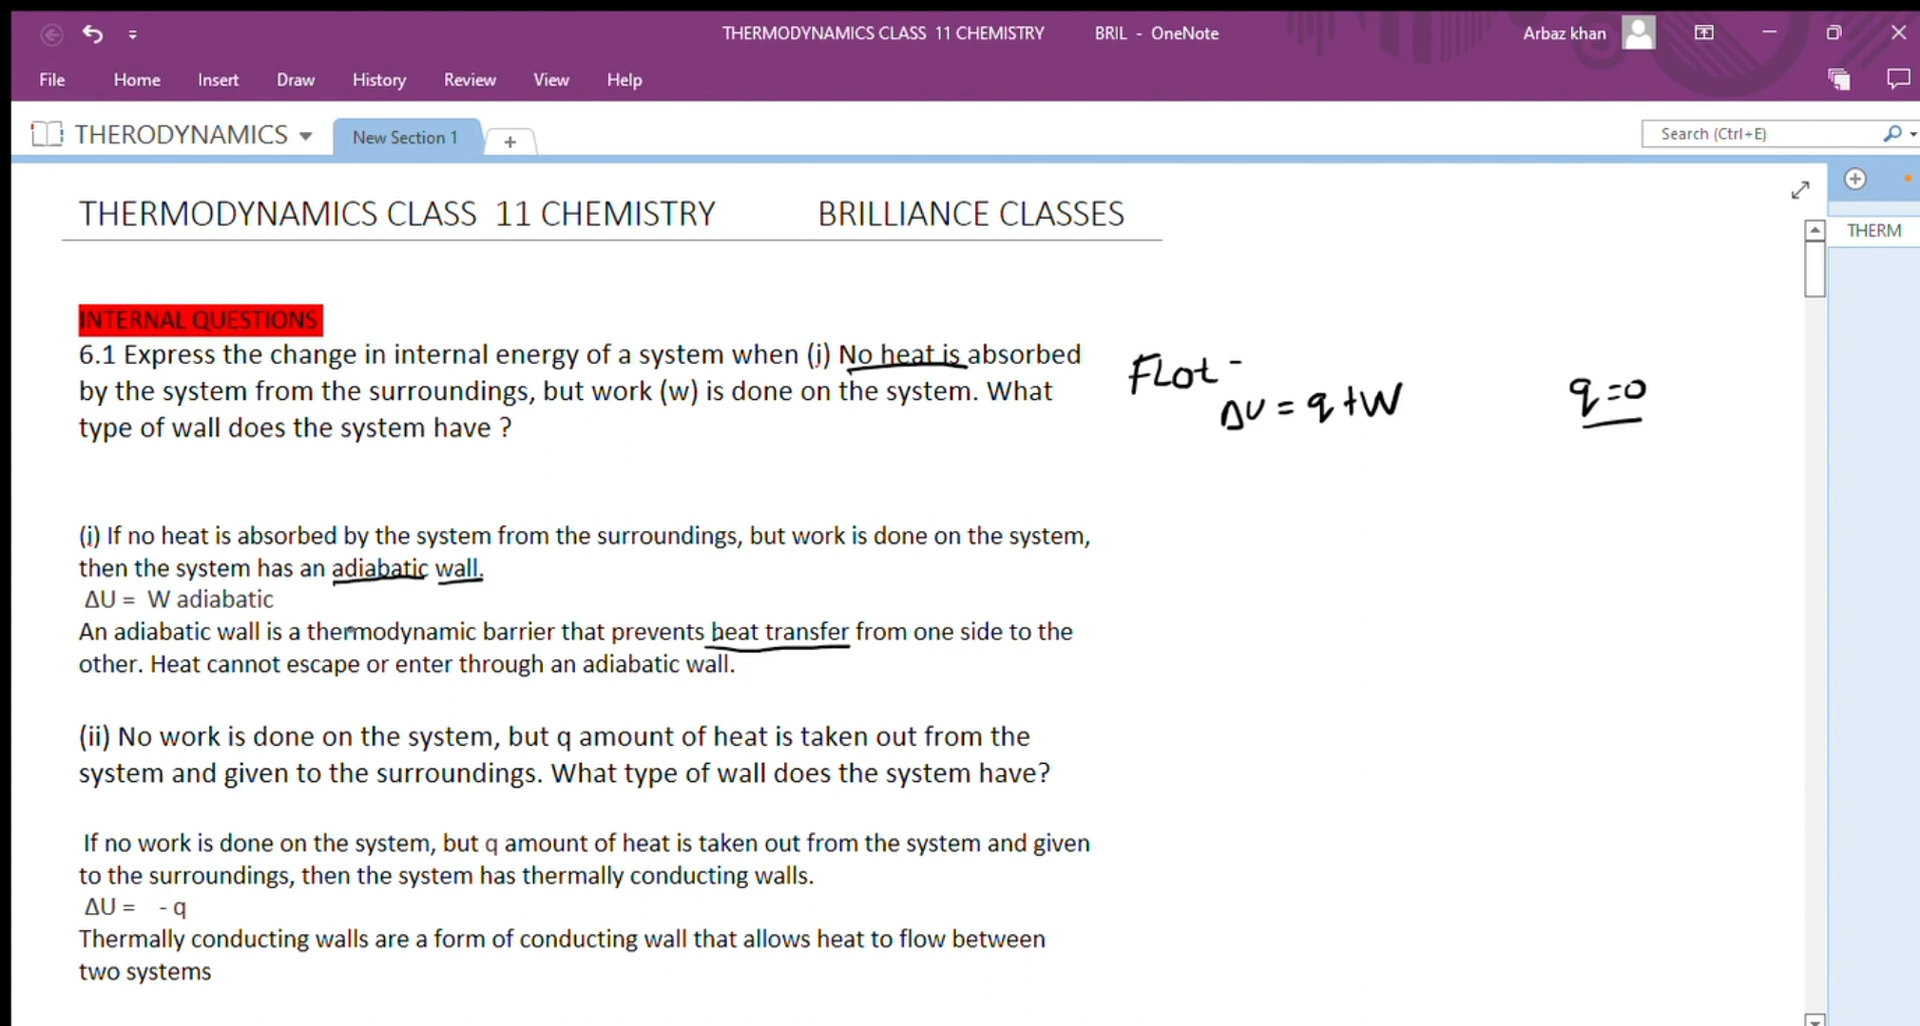 THERMODYNAMICS CLASS 11 CHEMISTRY BRIL - OneNote
Arbaz khan
File Home Insert Draw History Review View Help
THERODYNAMICS New Section 1 +
Search (Ctrl+E)
THERMODYNAMICS CLASS 11 CHEMISTRY BRILLIANCE CLASSES
THERM
INTERNAL QUESTIONS
6.1 Express the change in internal energy of a system when (i) No heat is absorbed
by the system from the surroundings, but work (w) is done on the system. What
type of wall does the system have ?
FLOT -
ΔU = q + W
q = 0
(i) If no heat is absorbed by the system from the surroundings, but work is done on the system,
then the system has an adiabatic wall.
ΔU = W adiabatic
An adiabatic wall is a thermodynamic barrier that prevents heat transfer from one side to the
other. Heat cannot escape or enter through an adiabatic wall.
(ii) No work is done on the system, but q amount of heat is taken out from the
system and given to the surroundings. What type of wall does the system have?
If no work is done on the system, but q amount of heat is taken out from the system and given
to the surroundings, then the system has thermally conducting walls.
ΔU = - q
Thermally conducting walls are a form of conducting wall that allows heat to flow between
two systems